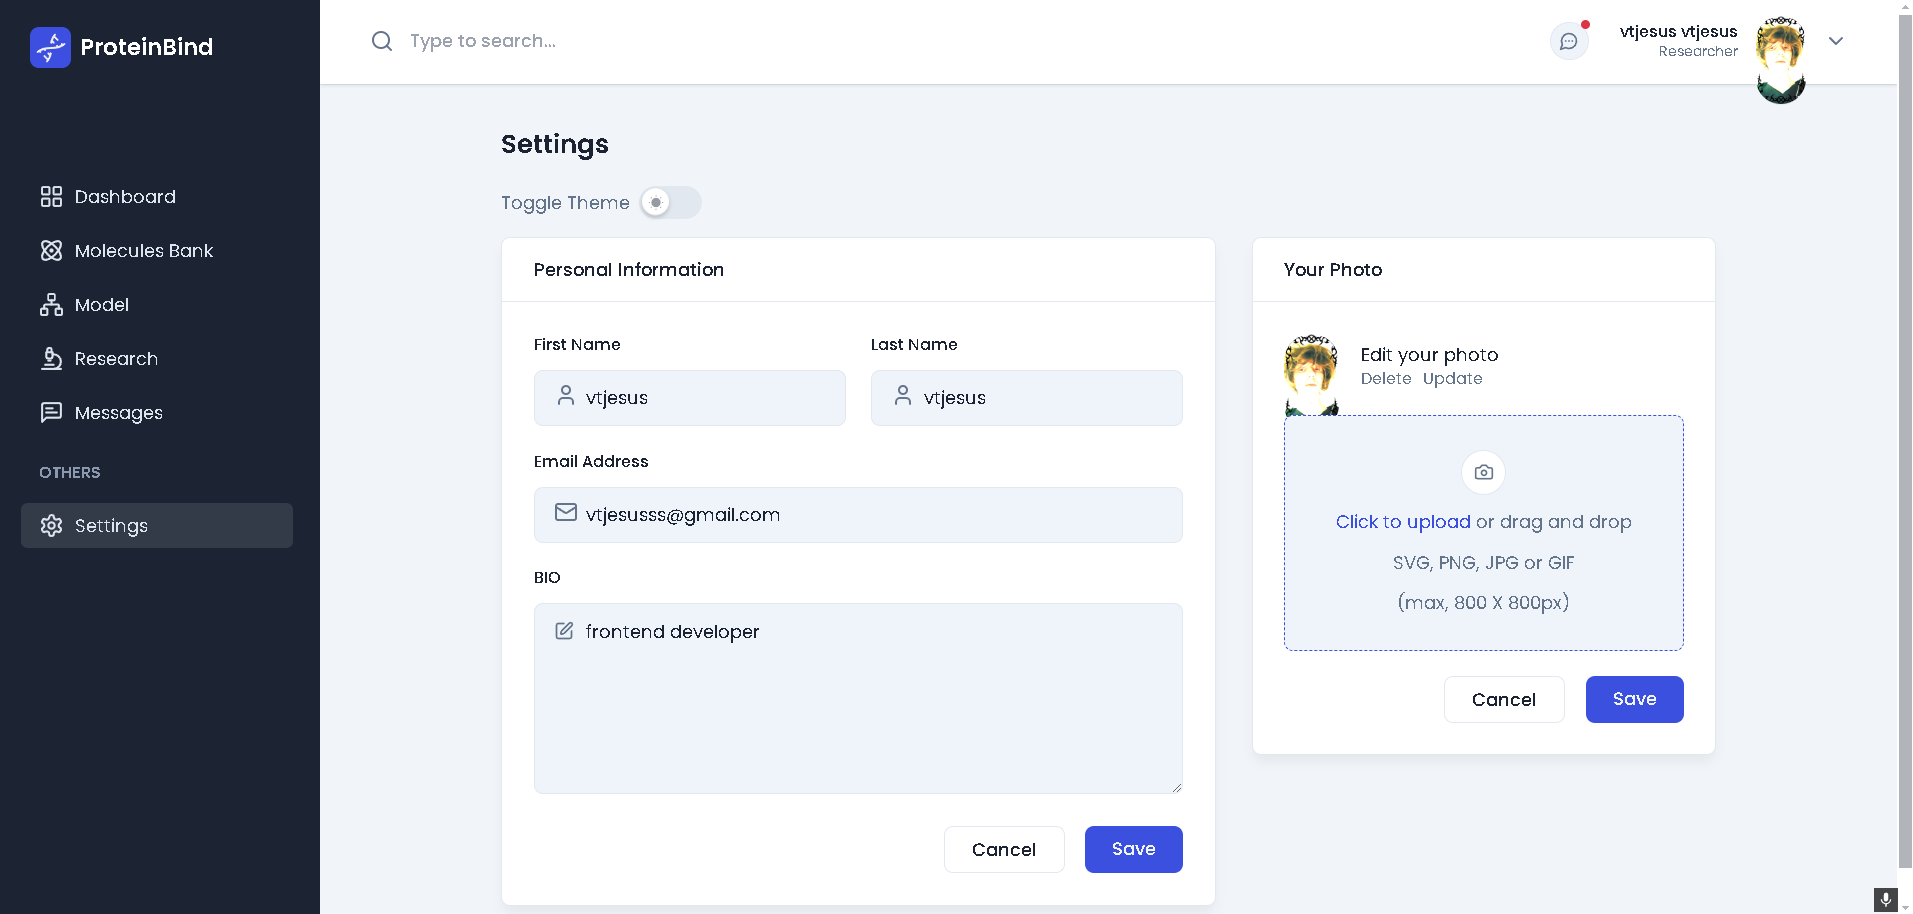 ProteinBind
Type to search...
vtjesus vtjesus
Researcher
Dashboard
Molecules Bank
Model
Research
Messages
OTHERS
Settings
Settings
Toggle Theme
Personal Information
First Name
Last Name
vtjesus
vtjesus
Email Address
vtjesusss@gmail.com
BIO
frontend developer
Cancel
Save
Your Photo
Edit your photo
Delete Update
Click to upload or drag and drop
SVG, PNG, JPG or GIF
(max, 800 X 800px)
Cancel
Save